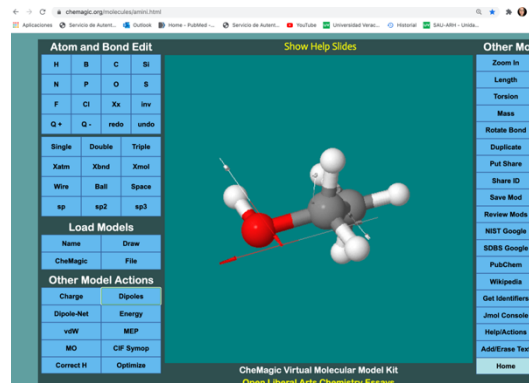 chemagic.org/molecules/amini.html
Aplicaciones Servicio de Autent... Outlook Home - PubMed -... Servicio de Autent... YouTube Universidad Verac... Historial SAU-ARH - Unida...
Atom and Bond Edit
H B C Si
N P O S
F Cl Xx inv
Q + Q - redo undo
Single Double Triple
Xatm Xbnd Xmol
Wire Ball Space
sp sp2 sp3
Load Models
Name Draw
CheMagic File
Other Model Actions
Charge Dipoles
Dipole-Net Energy
vdW MEP
MO CIF Symop
Correct H Optimize
Show Help Slides
CheMagic Virtual Molecular Model Kit
Open Liberal Arts Chemistry Essays
Other Mo
Zoom In
Length
Torsion
Mass
Rotate Bond
Duplicate
Put Share
Share ID
Save Mod
Review Mods
NIST Google
SDBS Google
PubChem
Wikipedia
Get Identifiers
Jmol Console
Help/Actions
Add/Erase Text
Home